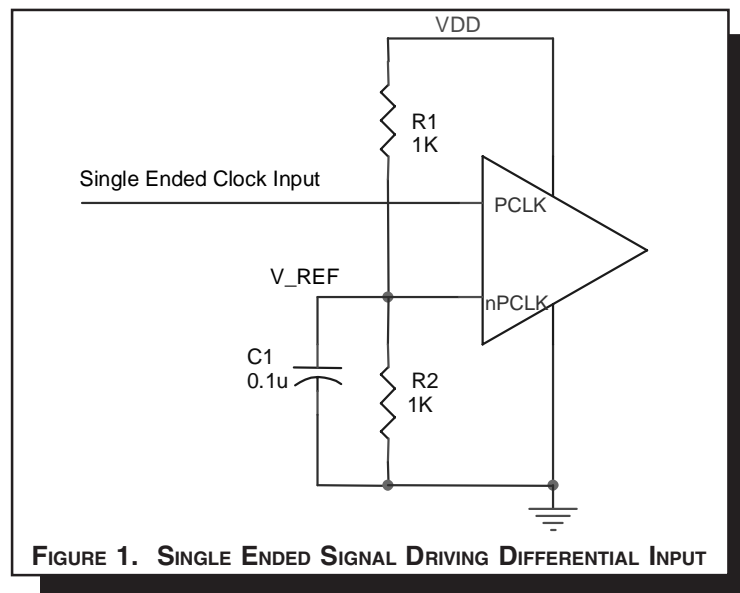 VDD
R1
1K
Single Ended Clock Input
PCLK
V_REF
nPCLK
C1
0.1u
R2
1K
FIGURE 1. SINGLE ENDED SIGNAL DRIVING DIFFERENTIAL INPUT